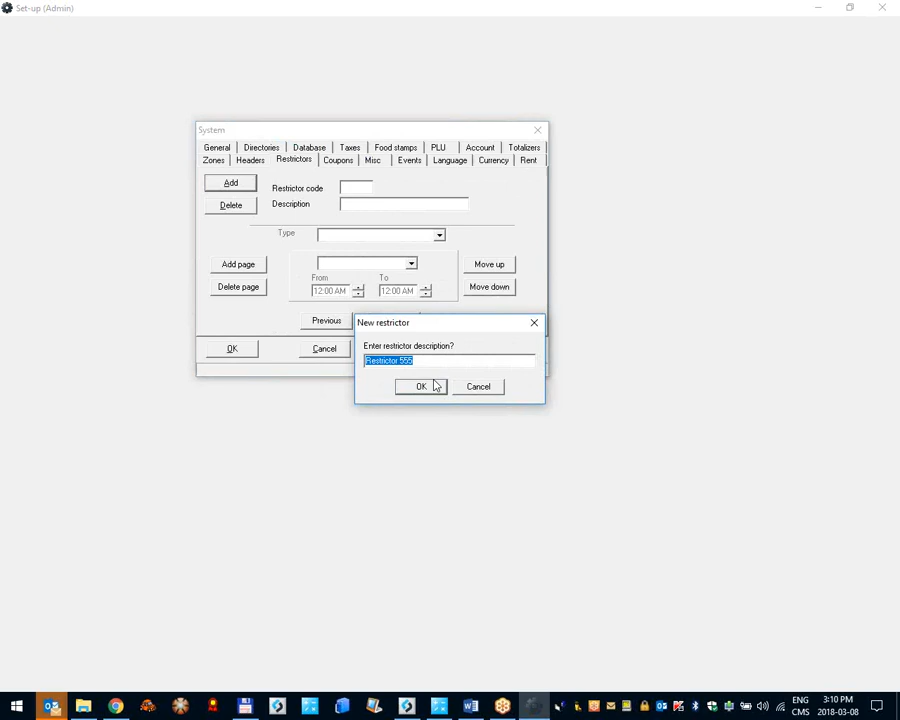 Set-up (Admin)
System
General Directories Database Taxes Food stamps PLU Account Totalizers
Zones Headers Restrictors Coupons Misc Events Language Currency Rent
Add
Restrictor code
Delete
Description
Type
Add page
Move up
From To
Delete page
12:00 AM 12:00 AM
Move down
Previous
New restrictor
Enter restrictor description?
Restrictor 555
OK Cancel
OK Cancel
ENG 3:10 PM
CMS 2018-03-08